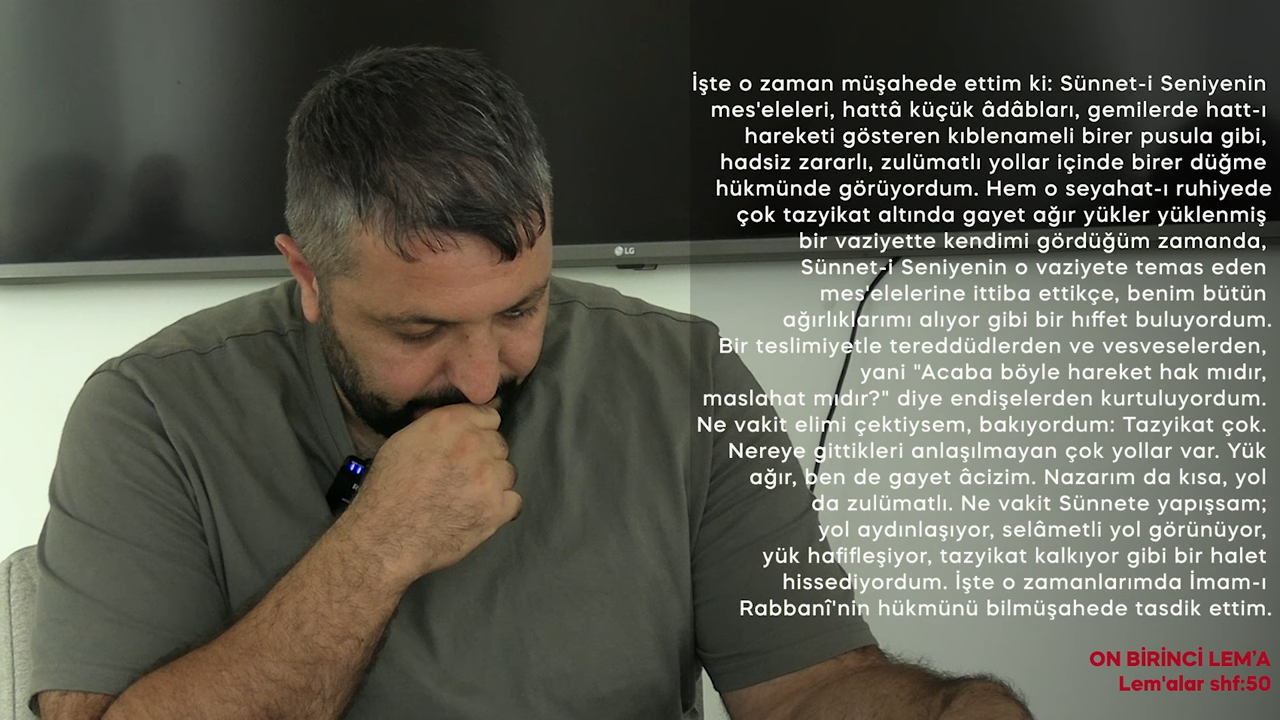 İşte o zaman müşahede ettim ki: Sünnet-i Seniyenin
mes'eleleri, hattâ küçük âdâbları, gemilerde hatt-ı
hareketi gösteren kıblenameli birer pusula gibi,
hadsiz zararlı, zulümatlı yollar içinde birer düğme
hükmünde görüyordum. Hem o seyahat-ı ruhiyede
çok tazyikat altında gayet ağır yükler yüklenmiş
bir vaziyette kendimi gördüğüm zamanda,
Sünnet-i Seniyenin o vaziyete temas eden
mes'elelerine ittiba ettikçe, benim bütün
ağırlıklarımı alıyor gibi bir hıffet buluyordum.
Bir teslimiyetle tereddüdlerden ve vesveselerden,
yani "Acaba böyle hareket hak mıdır,
maslahat mıdır?" diye endişelerden kurtuluyordum.
Ne vakit elimi çektiysem, bakıyordum: Tazyikat çok.
Nereye gittikleri anlaşılmayan çok yollar var. Yük
ağır, ben de gayet âcizim. Nazarım da kısa, yol
da zulümatlı. Ne vakit Sünnete yapışsam;
yol aydınlaşıyor, selâmetli yol görünüyor,
yük hafifleşiyor, tazyikat kalkıyor gibi bir halet
hissediyordum. İşte o zamanlarımda İmam-ı
Rabbanî'nin hükmünü bilmüşahede tasdik ettim.
ON BİRİNCİ LEM'A
Lem'alar shf:50
LG